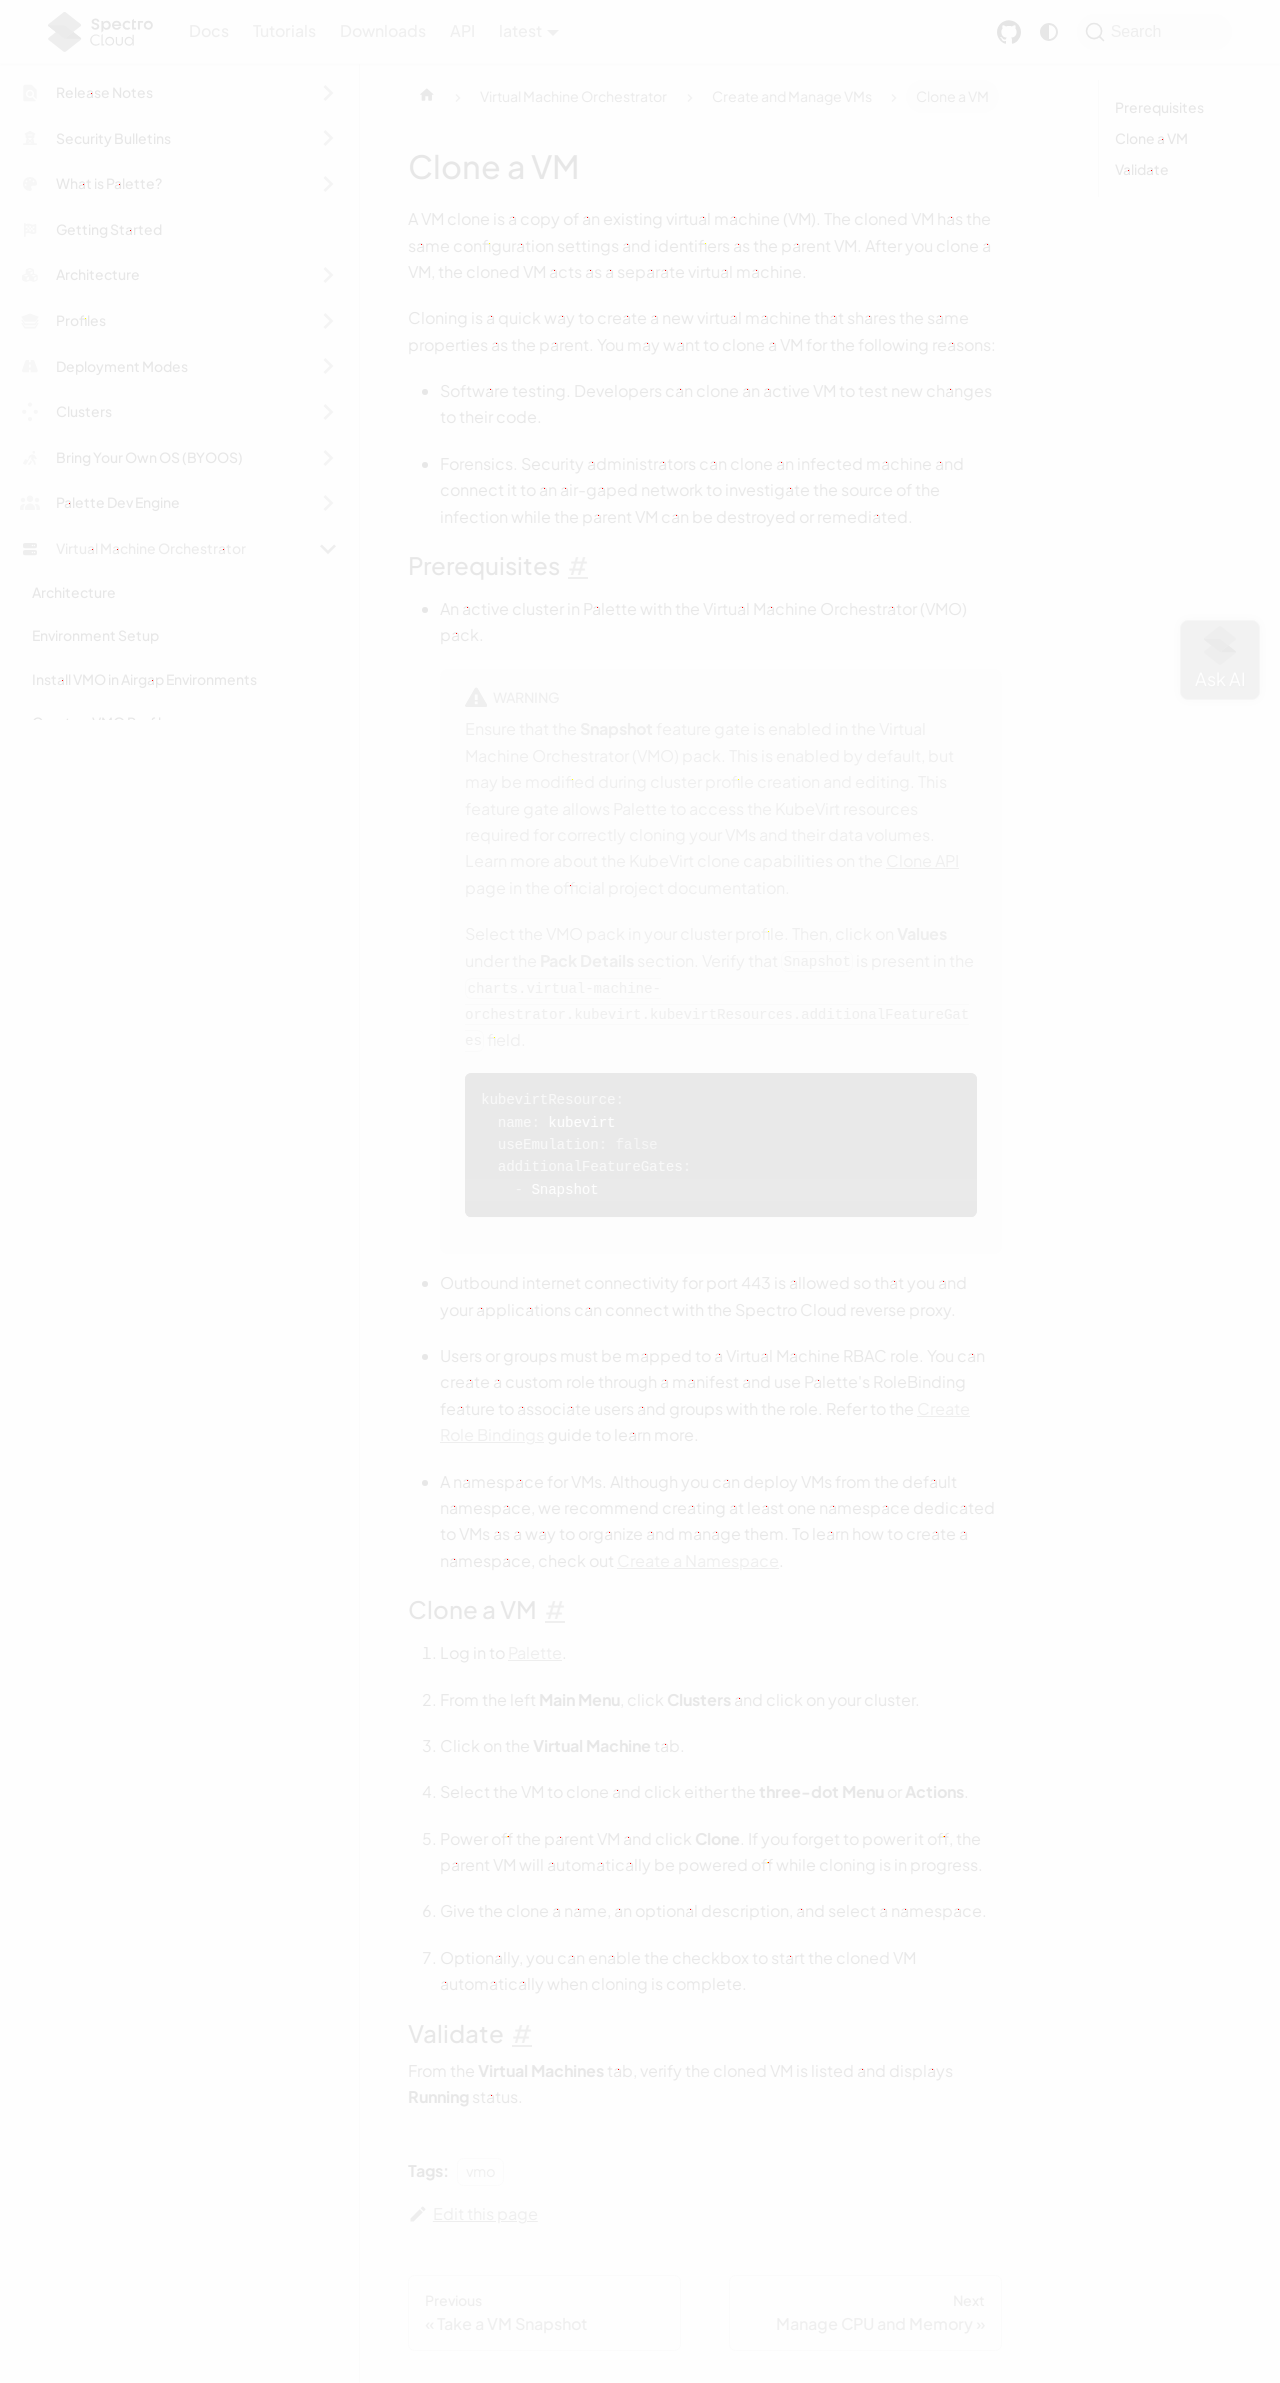 Spectro
Cloud
Docs
Tutorials
Downloads
API
latest
Search
Release Notes
Security Bulletins
What is Palette?
Getting Started
Architecture
Profiles
Deployment Modes
Clusters
Bring Your Own OS (BYOOS)
Palette Dev Engine
Virtual Machine Orchestrator
Architecture
Environment Setup
Install VMO in Airgap Environments
Virtual Machine Orchestrator
Create and Manage VMs
Clone a VM
Clone a VM
A VM clone is a copy of an existing virtual machine (VM). The cloned VM has the
same configuration settings and identifiers as the parent VM. After you clone a
VM, the cloned VM acts as a separate virtual machine.
Cloning is a quick way to create a new virtual machine that shares the same
properties as the parent. You may want to clone a VM for the following reasons:
• Software testing. Developers can clone an active VM to test new changes
to their code.
• Forensics. Security administrators can clone an infected machine and
connect it to an air-gaped network to investigate the source of the
infection while the parent VM can be destroyed or remediated.
Prerequisites #
• An active cluster in Palette with the Virtual Machine Orchestrator (VMO)
pack.
WARNING
Ensure that the Snapshot feature gate is enabled in the Virtual
Machine Orchestrator (VMO) pack. This is enabled by default, but
may be modified during cluster profile creation and editing. This
feature gate allows Palette to access the KubeVirt resources
required for correctly cloning your VMs and their data volumes.
Learn more about the KubeVirt clone capabilities on the Clone API
page in the official project documentation.
Select the VMO pack in your cluster profile. Then, click on Values
under the Pack Details section. Verify that Snapshot is present in the
charts.virtual-machine-
orchestrator.kubevirt.kubevirtResources.additionalFeatureGat
es field.
kubevirtResource:
name: kubevirt
useEmulation: false
additionalFeatureGates:
- Snapshot
• Outbound internet connectivity for port 443 is allowed so that you and
your applications can connect with the Spectro Cloud reverse proxy.
• Users or groups must be mapped to a Virtual Machine RBAC role. You can
create a custom role through a manifest and use Palette's RoleBinding
feature to associate users and groups with the role. Refer to the Create
Role Bindings guide to learn more.
• A namespace for VMs. Although you can deploy VMs from the default
namespace, we recommend creating at least one namespace dedicated
to VMs as a way to organize and manage them. To learn how to create a
namespace, check out Create a Namespace.
Clone a VM #
1. Log in to Palette.
2. From the left Main Menu, click Clusters and click on your cluster.
3. Click on the Virtual Machine tab.
4. Select the VM to clone and click either the three-dot Menu or Actions.
5. Power off the parent VM and click Clone. If you forget to power it off, the
parent VM will automatically be powered off while cloning is in progress.
6. Give the clone a name, an optional description, and select a namespace.
7. Optionally, you can enable the checkbox to start the cloned VM
automatically when cloning is complete.
Validate #
From the Virtual Machines tab, verify the cloned VM is listed and displays
Running status.
Tags: vmo
Edit this page
Previous
« Take a VM Snapshot
Next
Manage CPU and Memory »
Prerequisites
Clone a VM
Validate
Ask AI